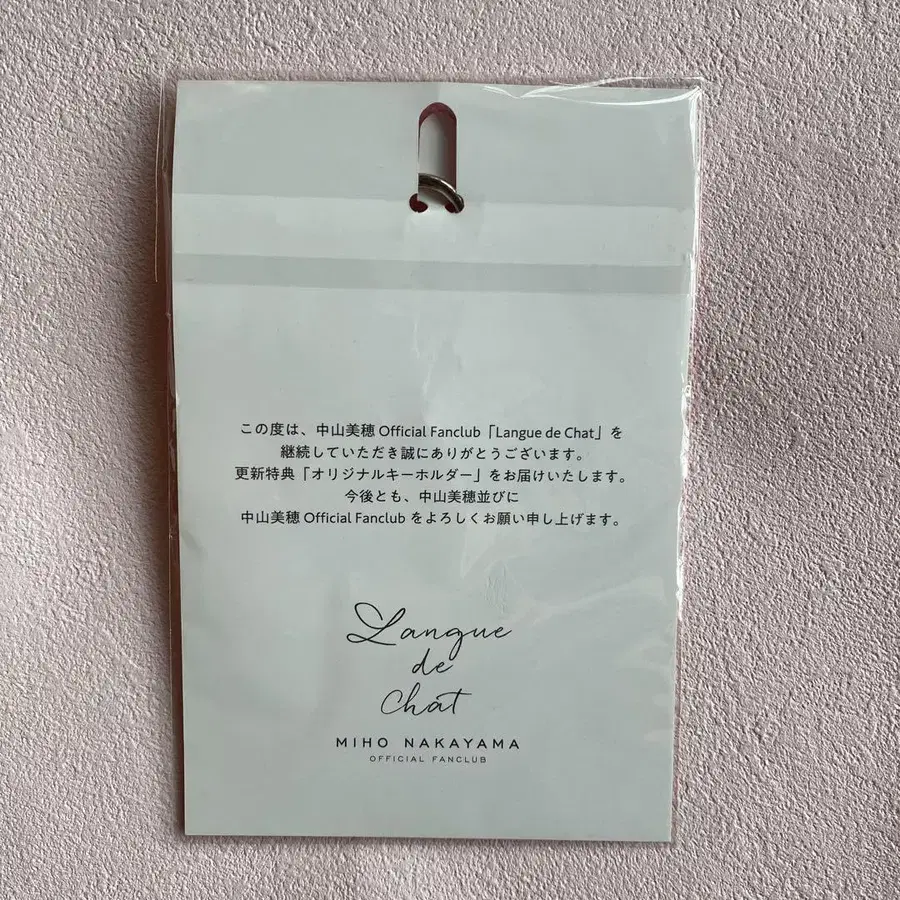 この度は、中山美穂 Official Fanclub「Langue de Chat」を
継続していただき誠にありがとうございます。
更新特典「オリジナルキーホルダー」をお届けいたします。
今後とも、中山美穂並びに
中山美穂 Official Fanclub をよろしくお願い申し上げます。
Langue
de
Chat
MIHO NAKAYAMA
OFFICIAL FANCLUB